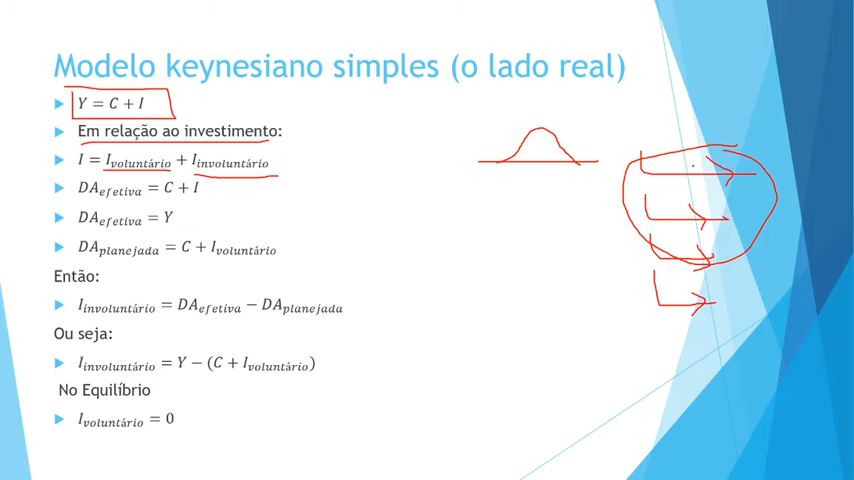 Modelo keynesiano simples (o lado real)
Y = C + I
Em relação ao investimento:
I = I_voluntário + I_involuntário
DA_efetiva = C + I
DA_efetiva = Y
DA_planejada = C + I_voluntário
Então:
I_involuntário = DA_efetiva − DA_planejada
Ou seja:
I_involuntário = Y − (C + I_voluntário)
No Equilíbrio
I_voluntário = 0